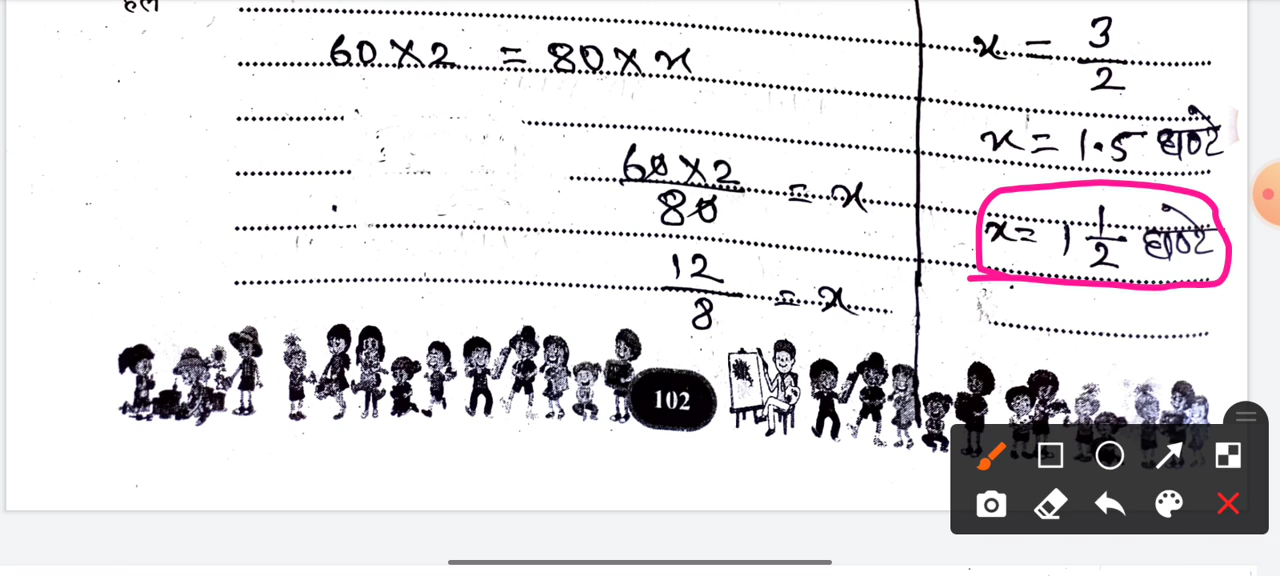 हल
60 × 2 = 80 × x
60 × 2 / 80 = x
12 / 8 = x
x = 3 / 2
x = 1.5 घण्टे
x = 1 1/2 घण्टे
102